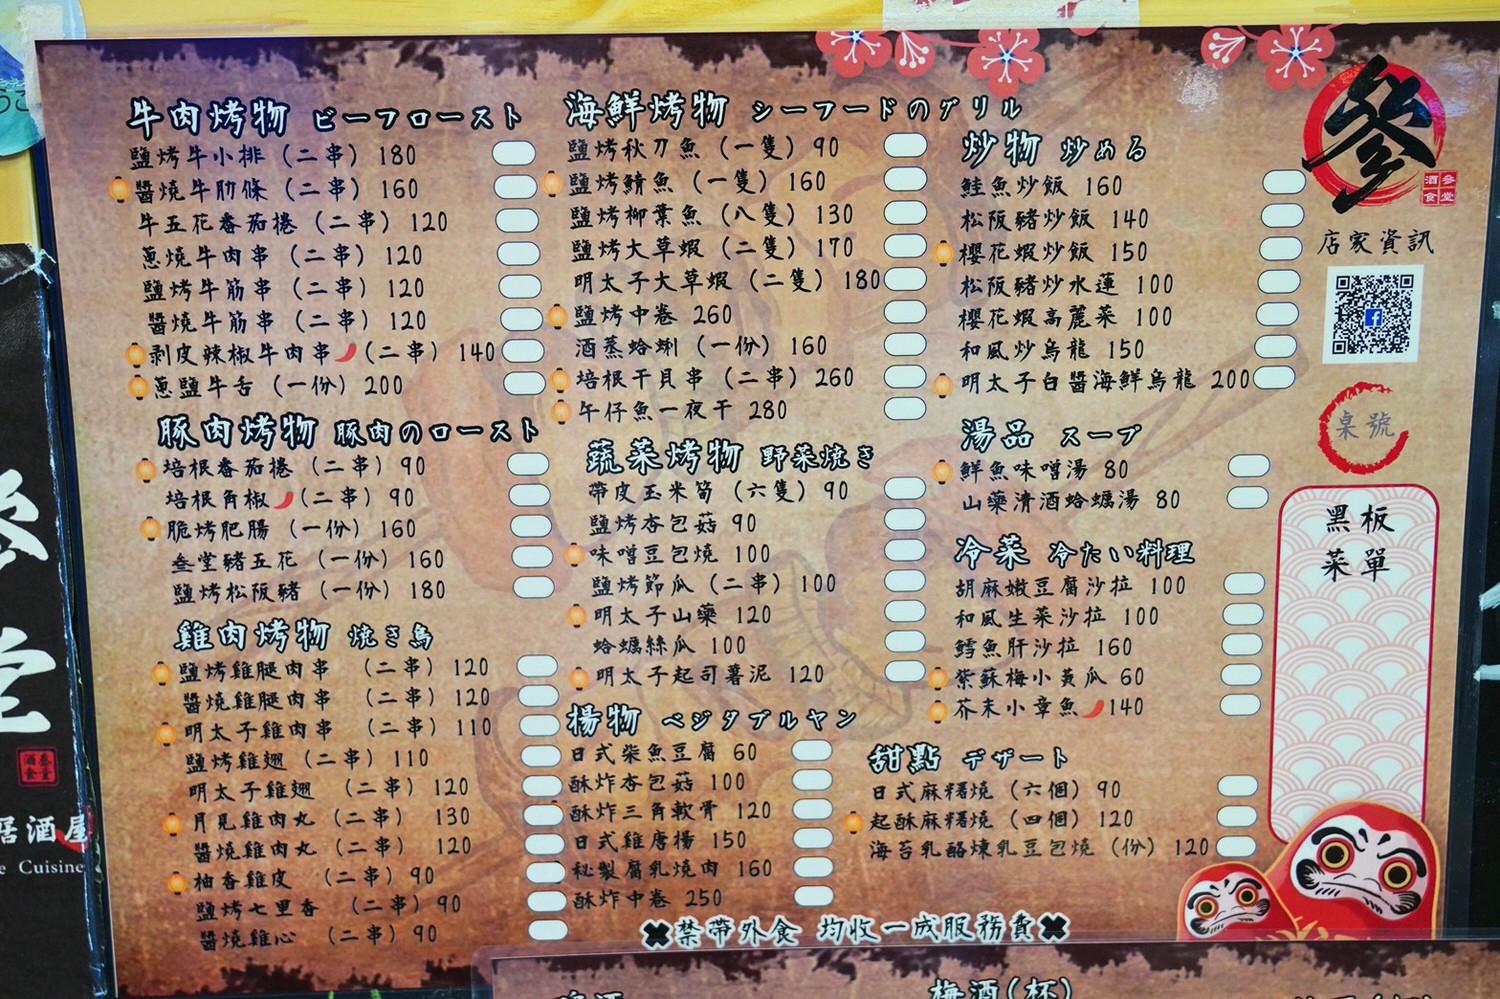 牛肉烤物 ビーフロースト
鹽烤牛小排（二串）180
醬燒牛肋條（二串）160
牛五花番茄捲（二串）120
蔥燒牛肉串（二串）120
鹽烤牛筋串（二串）120
醬燒牛筋串（二串）120
剥皮辣椒牛肉串（二串）140
蔥鹽牛舌（一份）200
豚肉烤物 豚肉のロースト
培根番茄捲（二串）90
培根角椒（二串）90
脆烤肥腸（一份）160
叁堂豬五花（一份）160
鹽烤松阪豬（一份）180
雞肉烤物 焼き鳥
鹽烤雞腿肉串（二串）120
醬燒雞腿肉串（二串）120
明太子雞肉串（二串）110
鹽烤雞翅（二串）110
明太子雞翅（二串）120
月見雞肉丸（二串）130
醬燒雞肉丸（二串）120
柚香雞皮（二串）90
鹽烤七里香（二串）90
醬燒雞心（二串）90
海鮮烤物 シーフードのグリル
鹽烤秋刀魚（一隻）90
鹽烤鯖魚（一隻）160
鹽烤柳葉魚（八隻）130
鹽烤大草蝦（二隻）170
明太子大草蝦（二隻）180
鹽烤中卷 260
酒蒸蛤蜊（一份）160
培根干貝串（二串）260
午仔魚一夜干 280
蔬菜烤物 野菜焼き
帶皮玉米筍（六隻）90
鹽烤杏包菇 90
味噌豆包燒 100
鹽烤節瓜（二串）100
明太子山藥 120
蛤蠣絲瓜 100
明太子起司薯泥 120
揚物 ベジタブルヤン
日式柴魚豆腐 60
酥炸杏包菇 100
酥炸三角軟骨 120
日式雞唐揚 150
秘製腐乳燒肉 160
酥炸中卷 250
炒物 炒める
鮭魚炒飯 160
松阪豬炒飯 140
櫻花蝦炒飯 150
松阪豬炒水蓮 100
櫻花蝦高麗菜 100
和風炒烏龍 150
明太子白醬海鮮烏龍 200
湯品 スープ
鮮魚味噌湯 80
山藥清酒蛤蠣湯 80
冷菜 冷たい料理
胡麻嫩豆腐沙拉 100
和風生菜沙拉 100
鱈魚肝沙拉 160
紫蘇梅小黃瓜 60
芥末小章魚 140
甜點 デザート
日式麻糬燒（六個）90
起酥麻糬燒（四個）120
海苔乳酪煉乳豆包燒（份）120
✖禁帶外食 均收一成服務費✖
參
參堂
酒食
店家資訊
桌號
黑板
菜單
居酒屋
Cuisine
梅酒(杯)